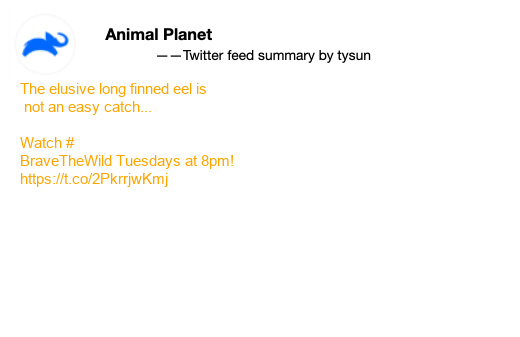 Animal Planet
——Twitter feed summary by tysun
The elusive long finned eel is
not an easy catch...
Watch #
BraveTheWild Tuesdays at 8pm!
https://t.co/2PkrrjwKmj